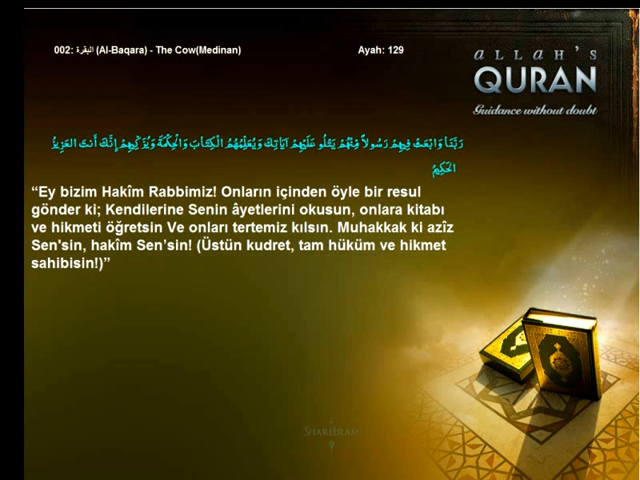 002: البقرة (Al-Baqara) - The Cow(Medinan)
Ayah: 129
ALLAH'S
QURAN
Guidance without doubt
رَبَّنَا وَابْعَثْ فِيهِمْ رَسُولاً مِّنْهُمْ يَتْلُو عَلَيْهِمْ آيَاتِكَ وَيُعَلِّمُهُمُ الْكِتَابَ وَالْحِكْمَةَ وَيُزَكِّيهِمْ إِنَّكَ أَنتَ العَزِيزُ
الحَكِيمُ
“Ey bizim Hakîm Rabbimiz! Onların içinden öyle bir resul
gönder ki; Kendilerine Senin âyetlerini okusun, onlara kitabı
ve hikmeti öğretsin Ve onları tertemiz kılsın. Muhakkak ki azîz
Sen'sin, hakîm Sen’sin! (Üstün kudret, tam hüküm ve hikmet
sahibisin!)”
SHAREISLAM